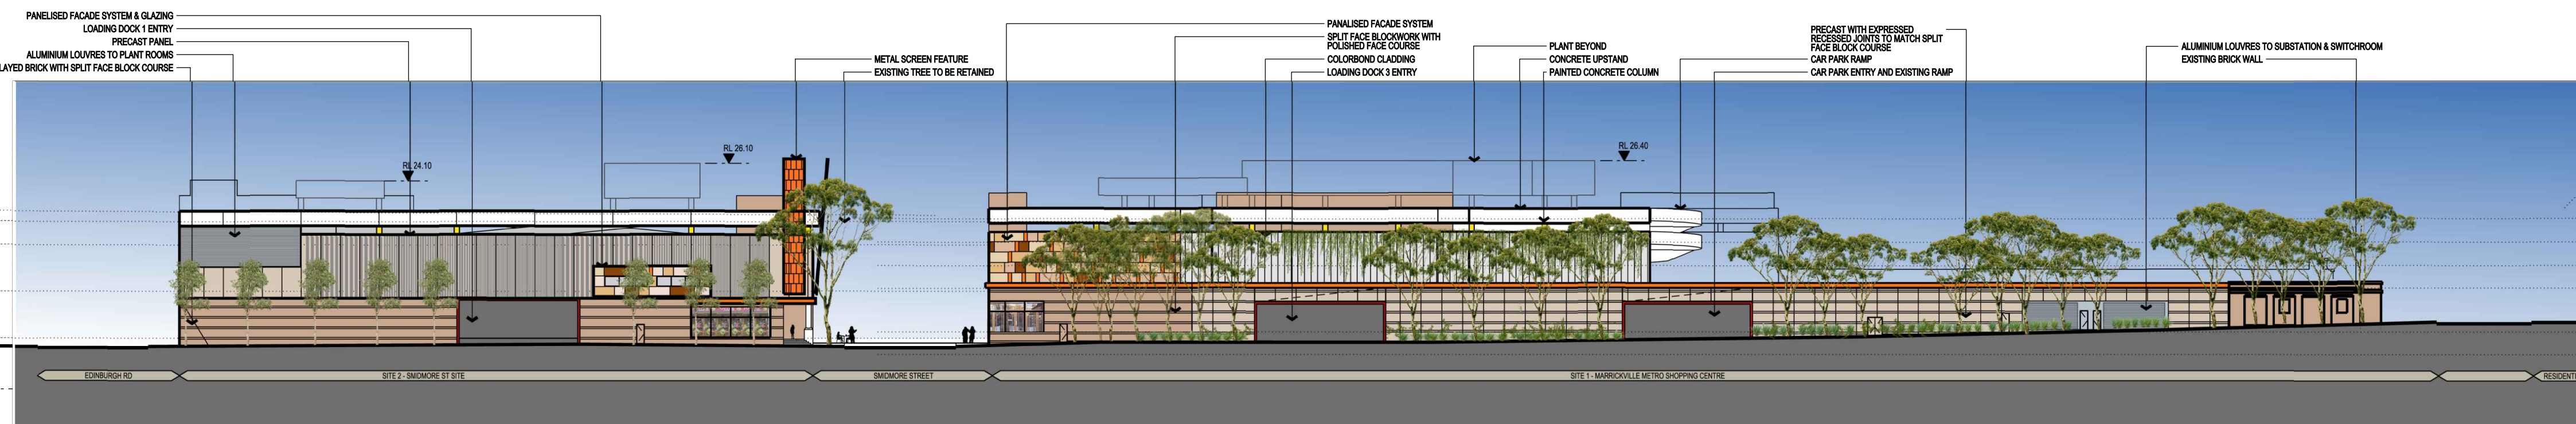 PANELISED FACADE SYSTEM & GLAZING
LOADING DOCK 1 ENTRY
PRECAST PANEL
ALUMINIUM LOUVRES TO PLANT ROOMS
LAYED BRICK WITH SPLIT FACE BLOCK COURSE
METAL SCREEN FEATURE
EXISTING TREE TO BE RETAINED
PANALISED FACADE SYSTEM
SPLIT FACE BLOCKWORK WITH
POLISHED FACE COURSE
COLORBOND CLADDING
LOADING DOCK 3 ENTRY
PLANT BEYOND
CONCRETE UPSTAND
PAINTED CONCRETE COLUMN
PRECAST WITH EXPRESSED
RECESSED JOINTS TO MATCH SPLIT
FACE BLOCK COURSE
CAR PARK RAMP
CAR PARK ENTRY AND EXISTING RAMP
ALUMINIUM LOUVRES TO SUBSTATION & SWITCHROOM
EXISTING BRICK WALL
RL 24.10
RL 26.10
RL 26.40
EDINBURGH RD
SITE 2 - SMIDMORE ST SITE
SMIDMORE STREET
SITE 1 - MARRICKVILLE METRO SHOPPING CENTRE
RESIDENTI